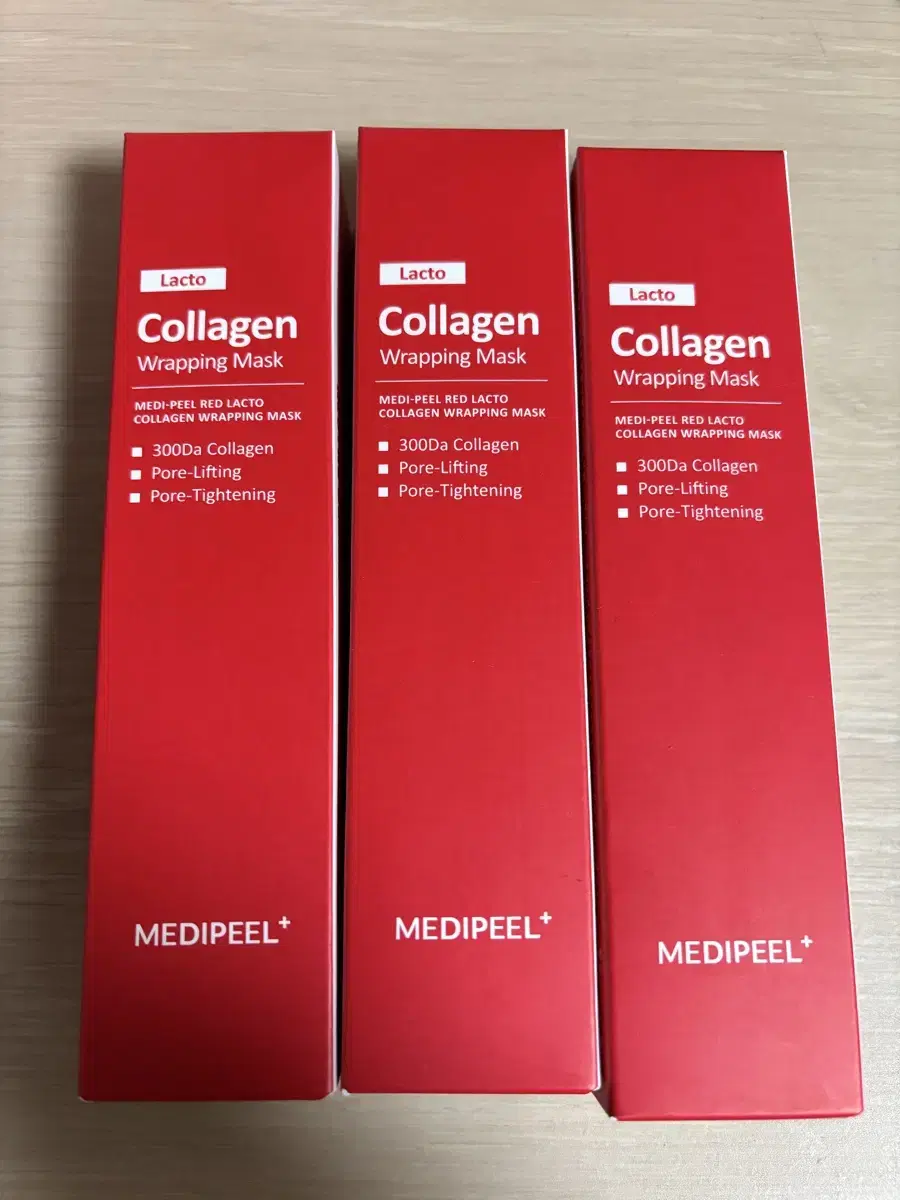 Lacto
Collagen
Wrapping Mask
MEDI-PEEL RED LACTO
COLLAGEN WRAPPING MASK
300Da Collagen
Pore-Lifting
Pore-Tightening
MEDIPEEL+
Lacto
Collagen
Wrapping Mask
MEDI-PEEL RED LACTO
COLLAGEN WRAPPING MASK
300Da Collagen
Pore-Lifting
Pore-Tightening
MEDIPEEL+
Lacto
Collagen
Wrapping Mask
MEDI-PEEL RED LACTO
COLLAGEN WRAPPING MASK
300Da Collagen
Pore-Lifting
Pore-Tightening
MEDIPEEL+